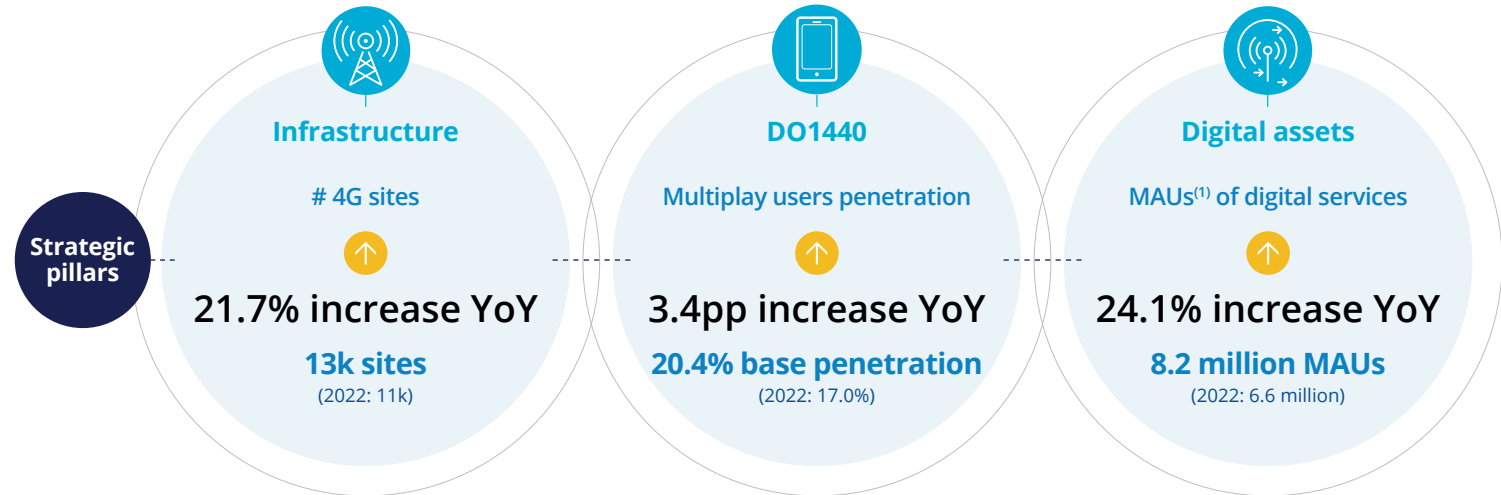 Strategic
pillars
Infrastructure
# 4G sites
21.7% increase YoY
13k sites
(2022: 11k)
DO1440
Multiplay users penetration
3.4pp increase YoY
20.4% base penetration
(2022: 17.0%)
Digital assets
MAUs(1) of digital services
24.1% increase YoY
8.2 million MAUs
(2022: 6.6 million)